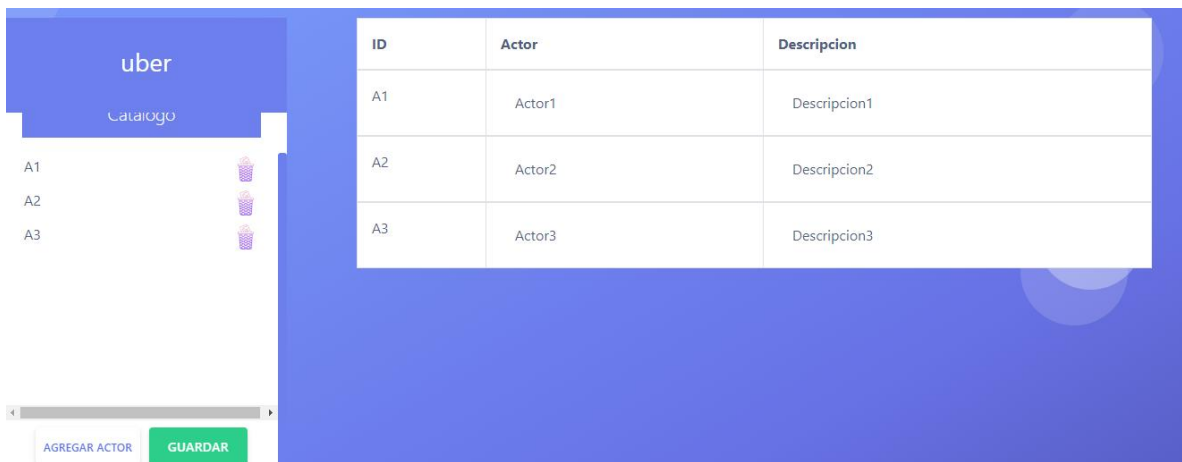 uber
Catalogo
A1
A2
A3
AGREGAR ACTOR GUARDAR
ID Actor Descripcion
A1 Actor1 Descripcion1
A2 Actor2 Descripcion2
A3 Actor3 Descripcion3